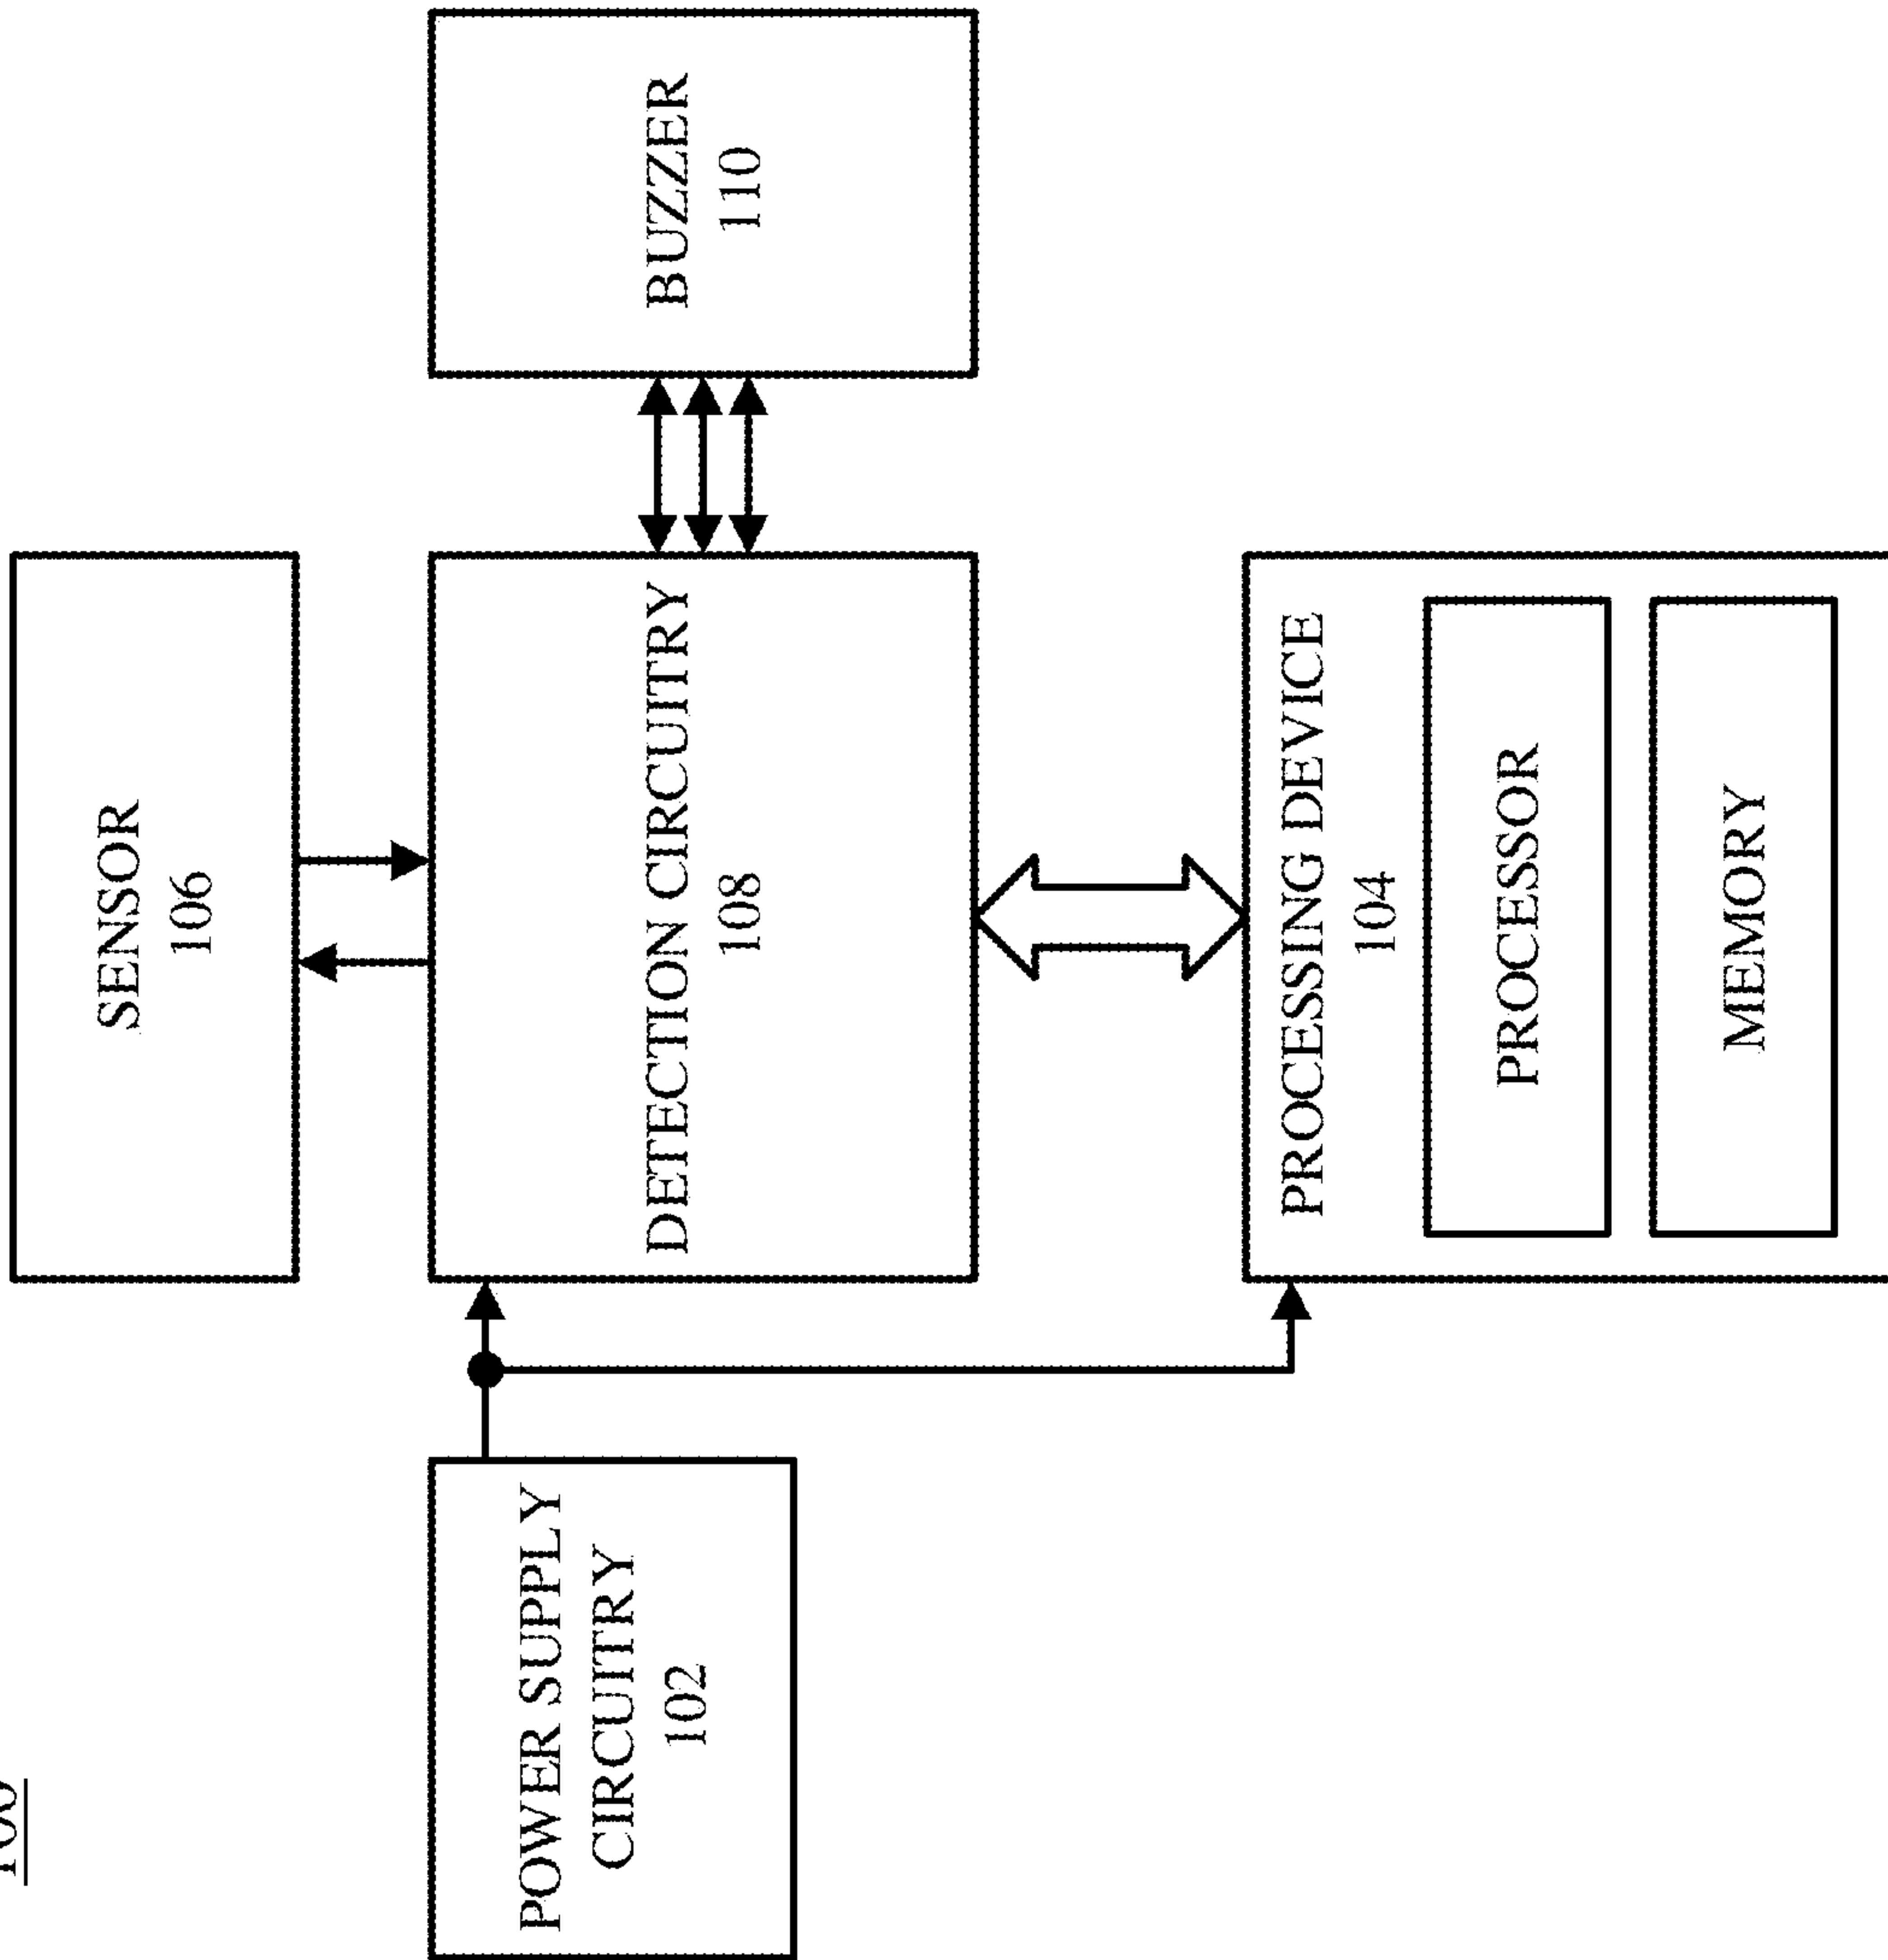 100
SENSOR
106
POWER SUPPLY
CIRCUITRY
102
DETECTION CIRCUITRY
108
BUZZER
110
PROCESSING DEVICE
104
PROCESSOR
MEMORY